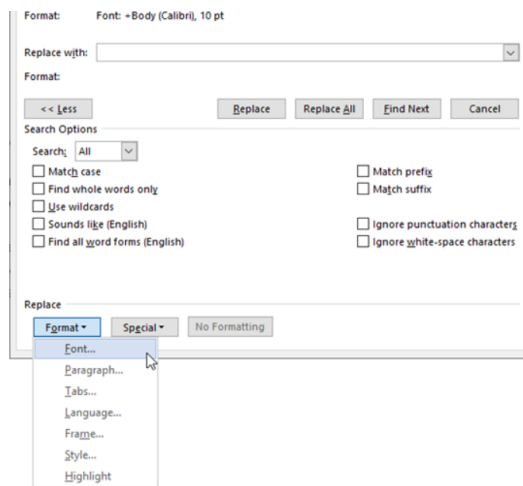 Format: Font: +Body (Calibri), 10 pt
Replace with:
Format:
<< Less Replace Replace All Find Next Cancel
Search Options
Search: All
Match case Match prefix
Find whole words only Match suffix
Use wildcards
Sounds like (English) Ignore punctuation characters
Find all word forms (English) Ignore white-space characters
Replace
Format Special No Formatting
Font...
Paragraph...
Tabs...
Language...
Frame...
Style...
Highlight